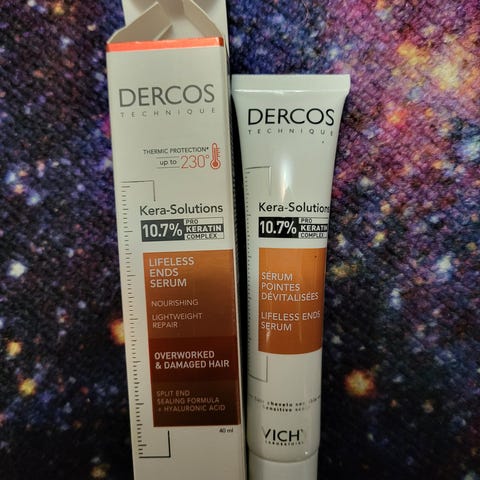 DERCOS
TECHNIQUE
THERMIC PROTECTION*
up to 230°
Kera-Solutions
10.7% PRO
KERATIN
COMPLEX
LIFELESS
ENDS
SERUM
NOURISHING
LIGHTWEIGHT
REPAIR
OVERWORKED
& DAMAGED HAIR
SPLIT END
SEALING FORMULA
+ HYALURONIC ACID
40 ml
DERCOS
TECHNIQUE
Kera-Solutions
10.7% PRO
KERATIN
COMPLEX
SÉRUM
POINTES
DÉVITALISÉES
LIFELESS ENDS
SERUM
VICHY
LABORATOIRES